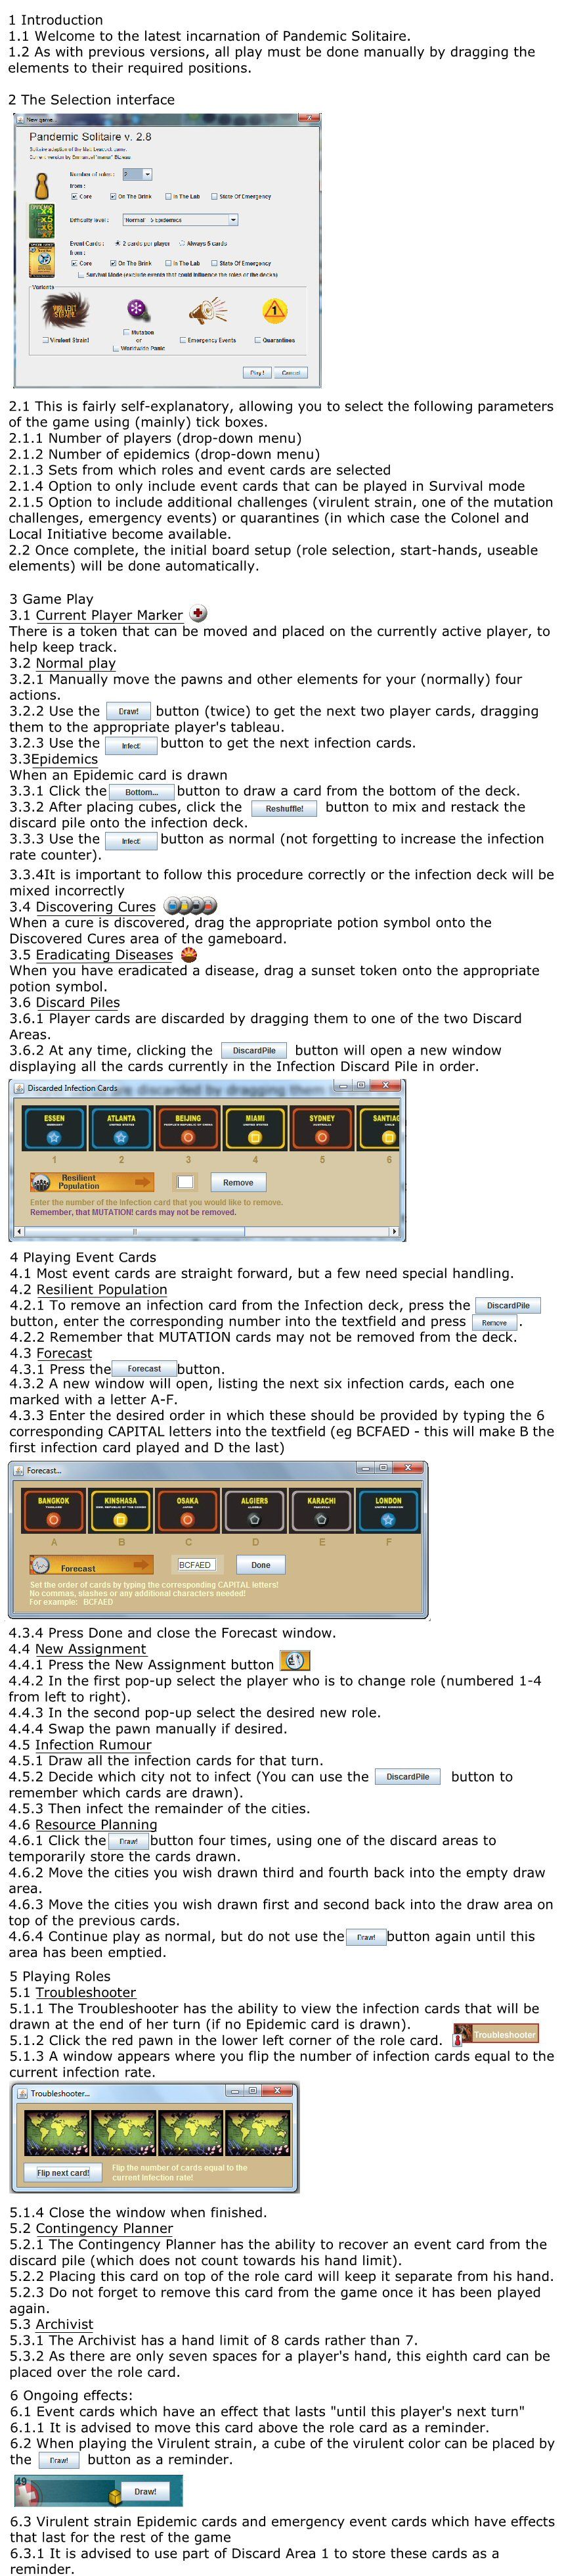 1 Introduction
1.1 Welcome to the latest incarnation of Pandemic Solitaire.
1.2 As with previous versions, all play must be done manually by dragging the
elements to their required positions.
2 The Selection interface
New game...
Pandemic Solitaire v. 2.8
Number of roles: 2
from:
Core On The Brink In The Lab State Of Emergency
Difficulty level: Normal - 5 Epidemics
Event Cards: 2 cards per player Always 5 cards
from:
Core On The Brink In The Lab State Of Emergency
Survival Mode (exclude events that could influence the roles or the decks)
Variants
Virulent Strain! Mutation or Worldwide Panic Emergency Events Quarantines
Play! Cancel
2.1 This is fairly self-explanatory, allowing you to select the following parameters
of the game using (mainly) tick boxes.
2.1.1 Number of players (drop-down menu)
2.1.2 Number of epidemics (drop-down menu)
2.1.3 Sets from which roles and event cards are selected
2.1.4 Option to only include event cards that can be played in Survival mode
2.1.5 Option to include additional challenges (virulent strain, one of the mutation
challenges, emergency events) or quarantines (in which case the Colonel and
Local Initiative become available.
2.2 Once complete, the initial board setup (role selection, start-hands, useable
elements) will be done automatically.
3 Game Play
3.1 Current Player Marker
There is a token that can be moved and placed on the currently active player, to
help keep track.
3.2 Normal play
3.2.1 Manually move the pawns and other elements for your (normally) four
actions.
3.2.2 Use the Draw! button (twice) to get the next two player cards, dragging
them to the appropriate player's tableau.
3.2.3 Use the Infect! button to get the next infection cards.
3.3Epidemics
When an Epidemic card is drawn
3.3.1 Click the Bottom... button to draw a card from the bottom of the deck.
3.3.2 After placing cubes, click the Reshuffle! button to mix and restack the
discard pile onto the infection deck.
3.3.3 Use the Infect! button as normal (not forgetting to increase the infection
rate counter).
3.3.4It is important to follow this procedure correctly or the infection deck will be
mixed incorrectly
3.4 Discovering Cures
When a cure is discovered, drag the appropriate potion symbol onto the
Discovered Cures area of the gameboard.
3.5 Eradicating Diseases
When you have eradicated a disease, drag a sunset token onto the appropriate
potion symbol.
3.6 Discard Piles
3.6.1 Player cards are discarded by dragging them to one of the two Discard
Areas.
3.6.2 At any time, clicking the DiscardPile button will open a new window
displaying all the cards currently in the Infection Discard Pile in order.
Discarded Infection Cards
ESSEN ATLANTA BEIJING MIAMI SYDNEY SANTIAG
1 2 3 4 5 6
Resilient Population Remove
Enter the number of the infection card that you would like to remove.
Remember, that MUTATION! cards may not be removed.
4 Playing Event Cards
4.1 Most event cards are straight forward, but a few need special handling.
4.2 Resilient Population
4.2.1 To remove an infection card from the Infection deck, press the DiscardPile
button, enter the corresponding number into the textfield and press Remove .
4.2.2 Remember that MUTATION cards may not be removed from the deck.
4.3 Forecast
4.3.1 Press the Forecast button.
4.3.2 A new window will open, listing the next six infection cards, each one
marked with a letter A-F.
4.3.3 Enter the desired order in which these should be provided by typing the 6
corresponding CAPITAL letters into the textfield (eg BCFAED - this will make B the
first infection card played and D the last)
Forecast...
BANGKOK KINSHASA OSAKA ALGIERS KARACHI LONDON
A B C D E F
Forecast BCFAED Done
Set the order of cards by typing the corresponding CAPITAL letters!
No commas, slashes or any additional characters needed!
For example: BCFAED
4.3.4 Press Done and close the Forecast window.
4.4 New Assignment
4.4.1 Press the New Assignment button
4.4.2 In the first pop-up select the player who is to change role (numbered 1-4
from left to right).
4.4.3 In the second pop-up select the desired new role.
4.4.4 Swap the pawn manually if desired.
4.5 Infection Rumour
4.5.1 Draw all the infection cards for that turn.
4.5.2 Decide which city not to infect (You can use the DiscardPile button to
remember which cards are drawn).
4.5.3 Then infect the remainder of the cities.
4.6 Resource Planning
4.6.1 Click the Draw! button four times, using one of the discard areas to
temporarily store the cards drawn.
4.6.2 Move the cities you wish drawn third and fourth back into the empty draw
area.
4.6.3 Move the cities you wish drawn first and second back into the draw area on
top of the previous cards.
4.6.4 Continue play as normal, but do not use the Draw! button again until this
area has been emptied.
5 Playing Roles
5.1 Troubleshooter
5.1.1 The Troubleshooter has the ability to view the infection cards that will be
drawn at the end of her turn (if no Epidemic card is drawn).
5.1.2 Click the red pawn in the lower left corner of the role card. Troubleshooter
5.1.3 A window appears where you flip the number of infection cards equal to the
current infection rate.
Troubleshooter...
Flip next card! Flip the number of cards equal to the
current infection rate!
5.1.4 Close the window when finished.
5.2 Contingency Planner
5.2.1 The Contingency Planner has the ability to recover an event card from the
discard pile (which does not count towards his hand limit).
5.2.2 Placing this card on top of the role card will keep it separate from his hand.
5.2.3 Do not forget to remove this card from the game once it has been played
again.
5.3 Archivist
5.3.1 The Archivist has a hand limit of 8 cards rather than 7.
5.3.2 As there are only seven spaces for a player's hand, this eighth card can be
placed over the role card.
6 Ongoing effects:
6.1 Event cards which have an effect that lasts "until this player's next turn"
6.1.1 It is advised to move this card above the role card as a reminder.
6.2 When playing the Virulent strain, a cube of the virulent color can be placed by
the Draw! button as a reminder.
49 Draw!
6.3 Virulent strain Epidemic cards and emergency event cards which have effects
that last for the rest of the game
6.3.1 It is advised to use part of Discard Area 1 to store these cards as a
reminder.